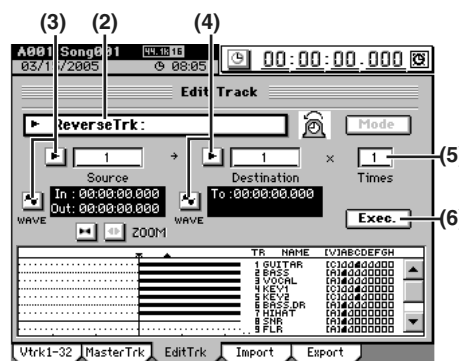 (3) (2) (4)
A001 Song001 44.1k 16
03/15/2005 08:05 00:00:00.000
Edit Track
ReverseTrk: Mode
1 → 1 × 1 (5
Source Destination Times
In : 00:00:00.000 To :00:00:00.000
Out: 00:00:00.000
WAVE WAVE Exec. (6
ZOOM
TR NAME [V]ABCDEFGH
1 GUITAR
2 BASS
3 VOCAL
4 KEY1
5 KEY2
6 BASS.DR
7 HIHAT
8 SNR
9 FLR
Vtrk1-32 MasterTrk EditTrk Import Export